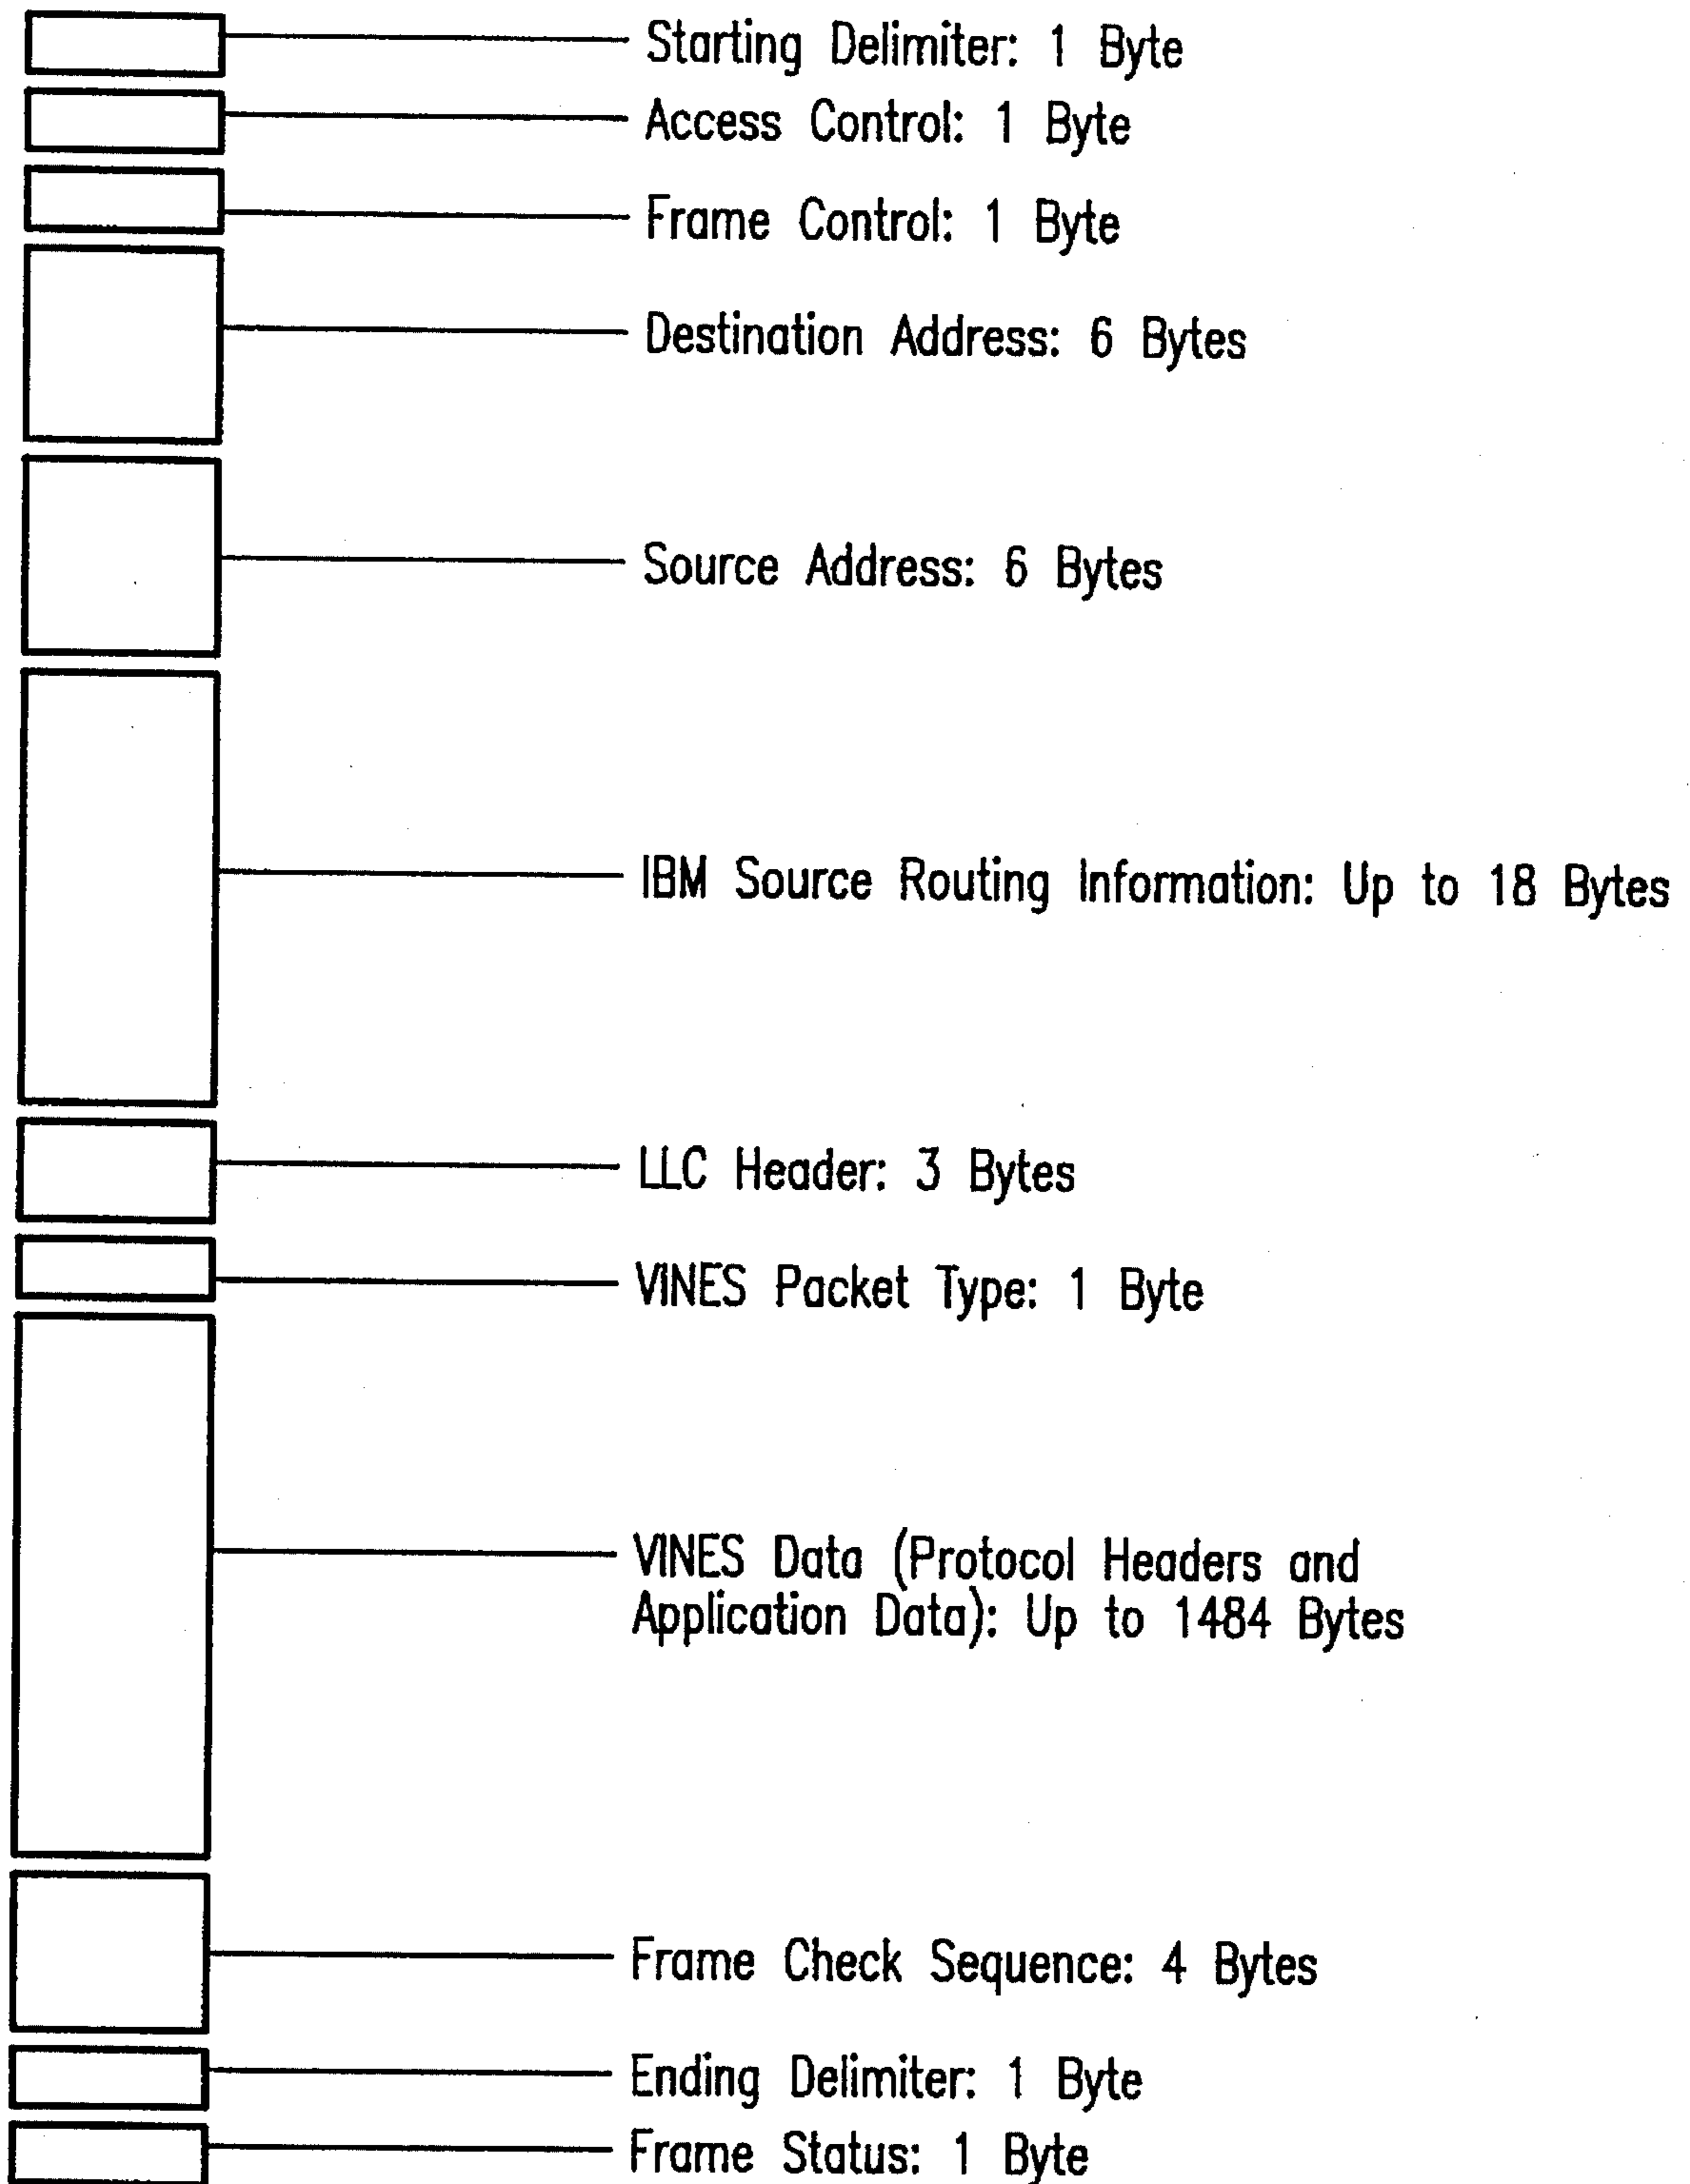 Starting Delimiter: 1 Byte
Access Control: 1 Byte
Frame Control: 1 Byte
Destination Address: 6 Bytes
Source Address: 6 Bytes
IBM Source Routing Information: Up to 18 Bytes
LLC Header: 3 Bytes
VINES Packet Type: 1 Byte
VINES Data (Protocol Headers and
Application Data): Up to 1484 Bytes
Frame Check Sequence: 4 Bytes
Ending Delimiter: 1 Byte
Frame Status: 1 Byte